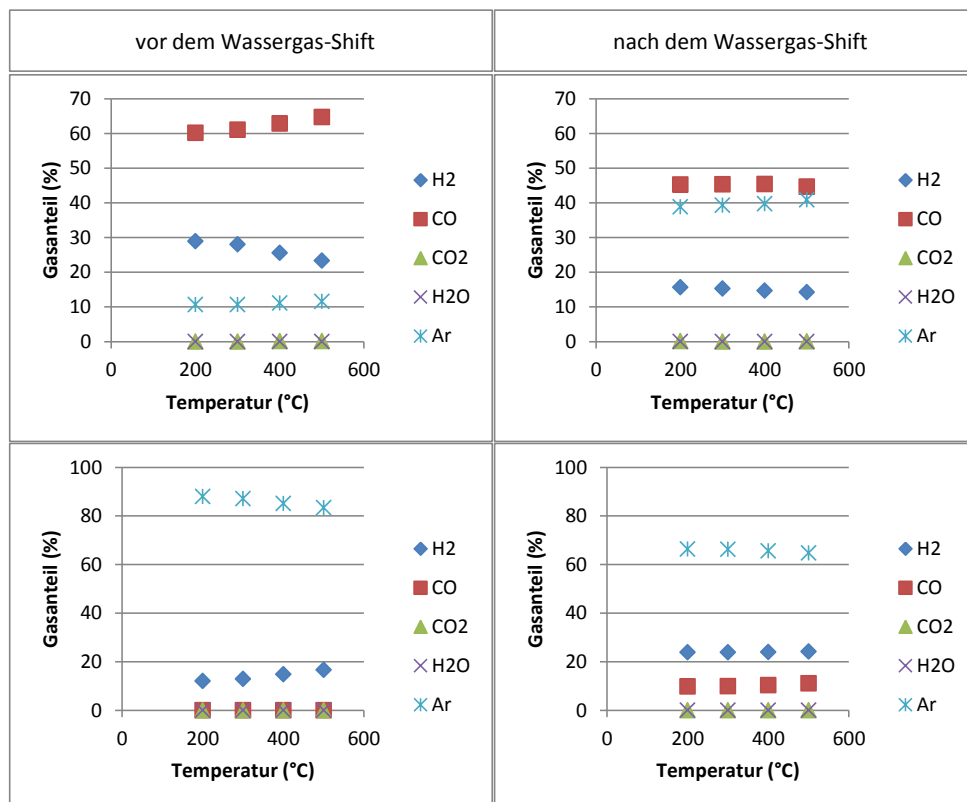 vor dem Wassergas-Shift
nach dem Wassergas-Shift
Gasanteil (%)
70
60
50
40
30
20
10
0
0
200
400
600
Temperatur (°C)
H2
CO
CO2
H2O
Ar
Gasanteil (%)
70
60
50
40
30
20
10
0
0
200
400
600
Temperatur (°C)
H2
CO
CO2
H2O
Ar
Gasanteil (%)
100
80
60
40
20
0
0
200
400
600
Temperatur (°C)
H2
CO
CO2
H2O
Ar
Gasanteil (%)
100
80
60
40
20
0
0
200
400
600
Temperatur (°C)
H2
CO
CO2
H2O
Ar